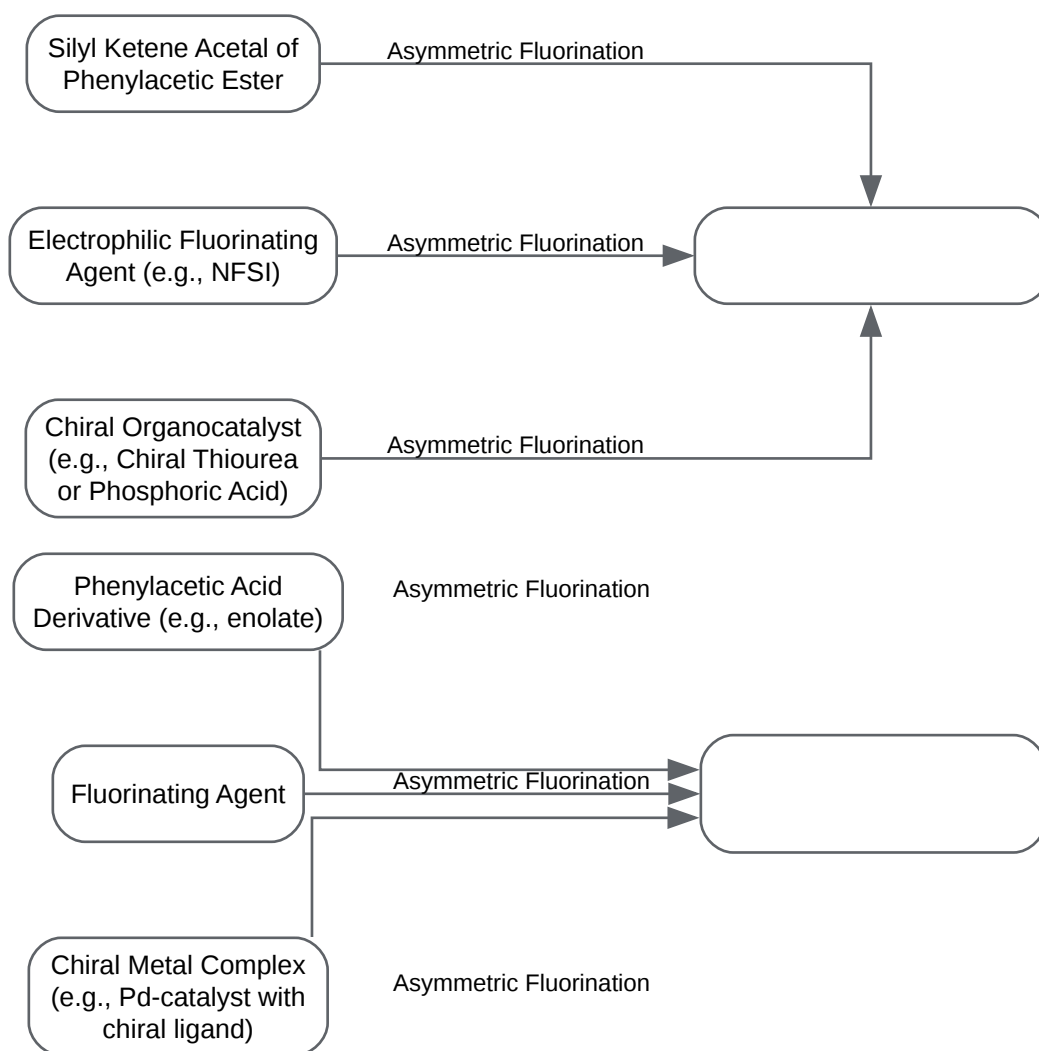 Silyl Ketene Acetal of
Phenylacetic Ester
Asymmetric Fluorination
Electrophilic Fluorinating
Agent (e.g., NFSI)
Asymmetric Fluorination
Chiral Organocatalyst
(e.g., Chiral Thiourea
or Phosphoric Acid)
Asymmetric Fluorination
Phenylacetic Acid
Derivative (e.g., enolate)
Asymmetric Fluorination
Fluorinating Agent
Asymmetric Fluorination
Chiral Metal Complex
(e.g., Pd-catalyst with
chiral ligand)
Asymmetric Fluorination